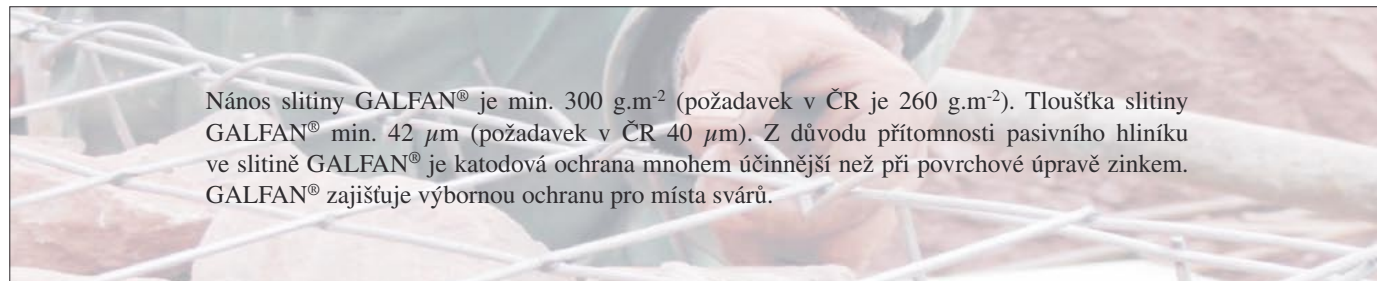 Nános slitiny GALFAN® je min. 300 g.m⁻² (požadavek v ČR je 260 g.m⁻²). Tloušťka slitiny
GALFAN® min. 42 µm (požadavek v ČR 40 µm). Z důvodu přítomnosti pasivního hliníku
ve slitině GALFAN® je katodová ochrana mnohem účinnější než při povrchové úpravě zinkem.
GALFAN® zajišťuje výbornou ochranu pro místa svárů.